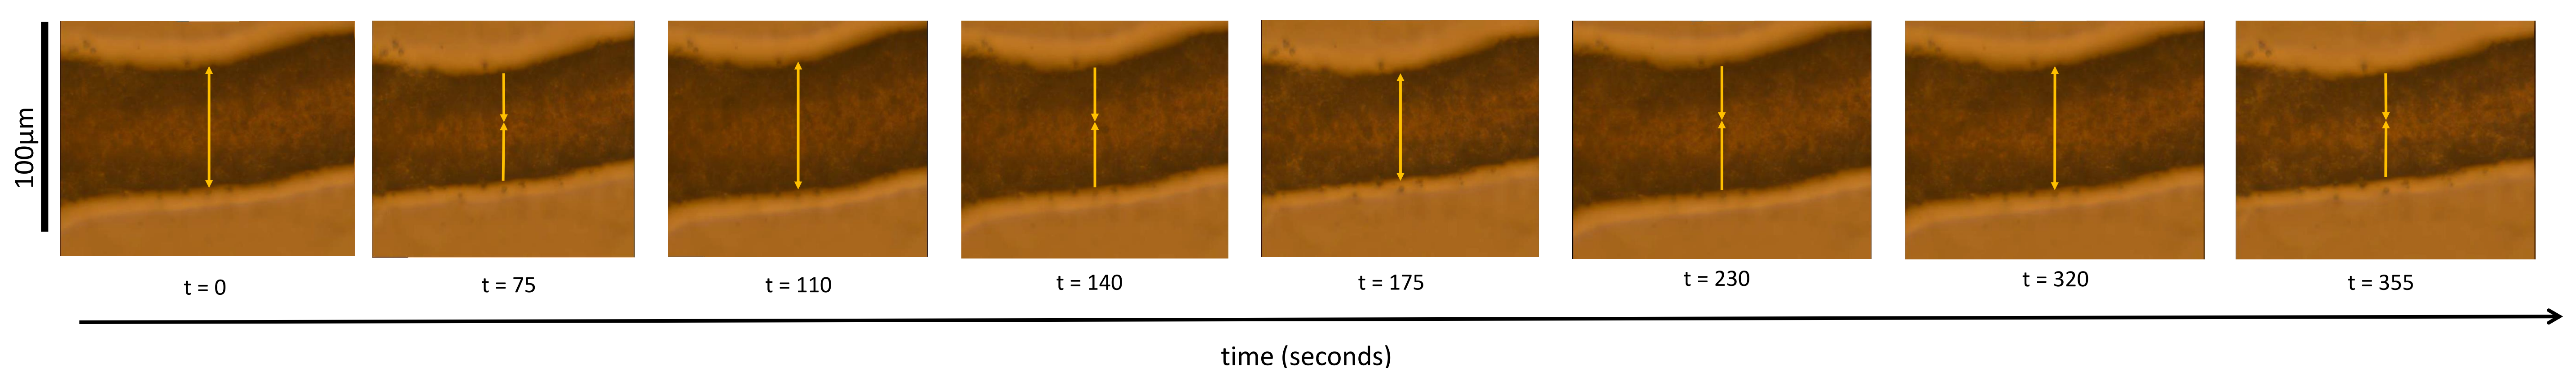 100µm
t = 0
t = 75
t = 110
t = 140
t = 175
t = 230
t = 320
t = 355
time (seconds)